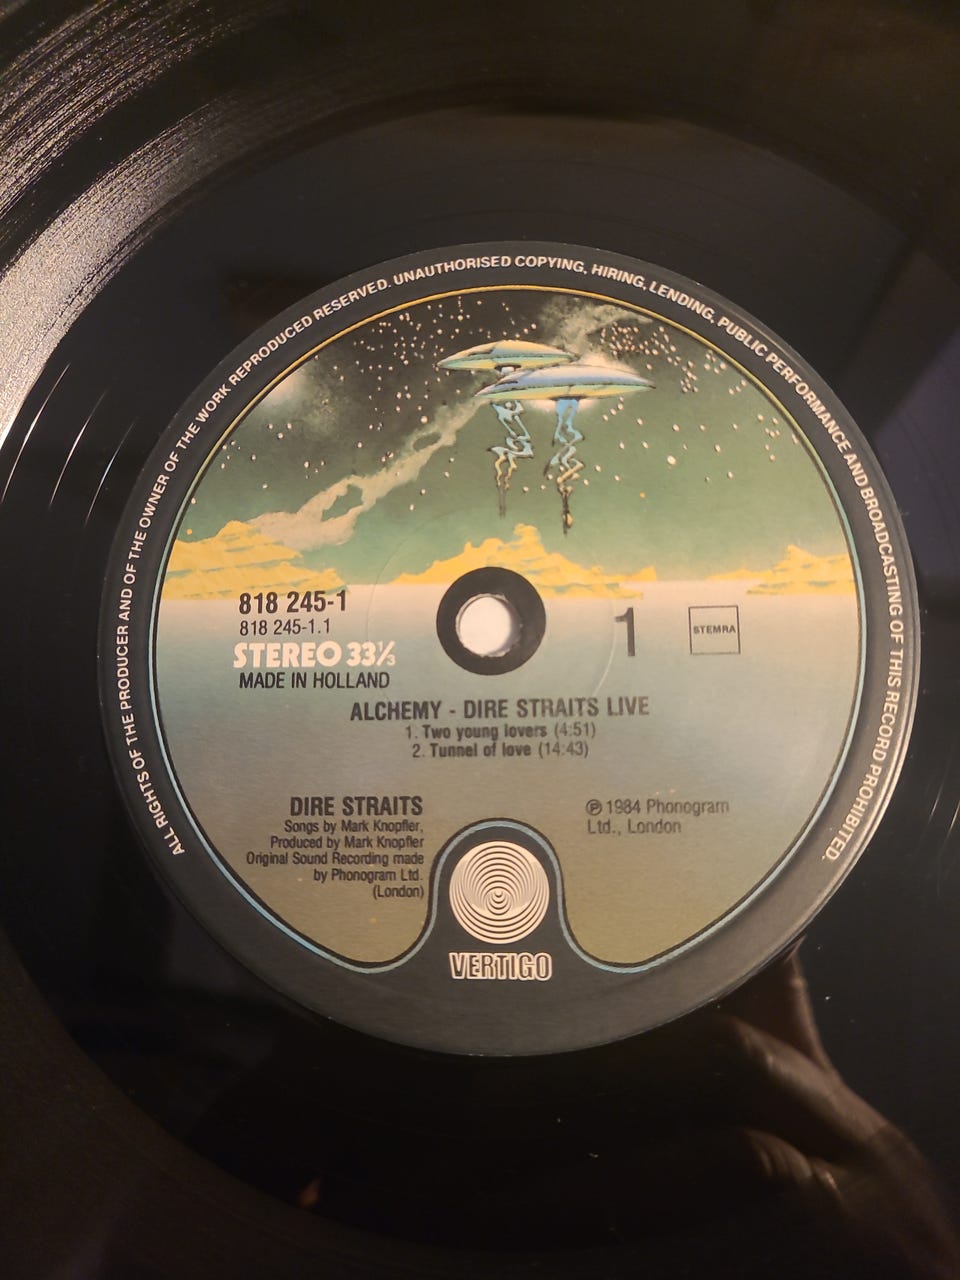 ALL RIGHTS OF THE PRODUCER AND OF THE OWNER OF THE WORK REPRODUCED RESERVED. UNAUTHORISED COPYING, HIRING, LENDING, PUBLIC PERFORMANCE AND BROADCASTING OF THIS RECORD PROHIBITED.
818 245-1
818 245-1.1
STEREO 33⅓
MADE IN HOLLAND
1
STEMRA
ALCHEMY - DIRE STRAITS LIVE
1. Two young lovers (4:51)
2. Tunnel of love (14:43)
DIRE STRAITS
Songs by Mark Knopfler,
Produced by Mark Knopfler
Original Sound Recording made
by Phonogram Ltd.
(London)
℗ 1984 Phonogram
Ltd., London
VERTIGO